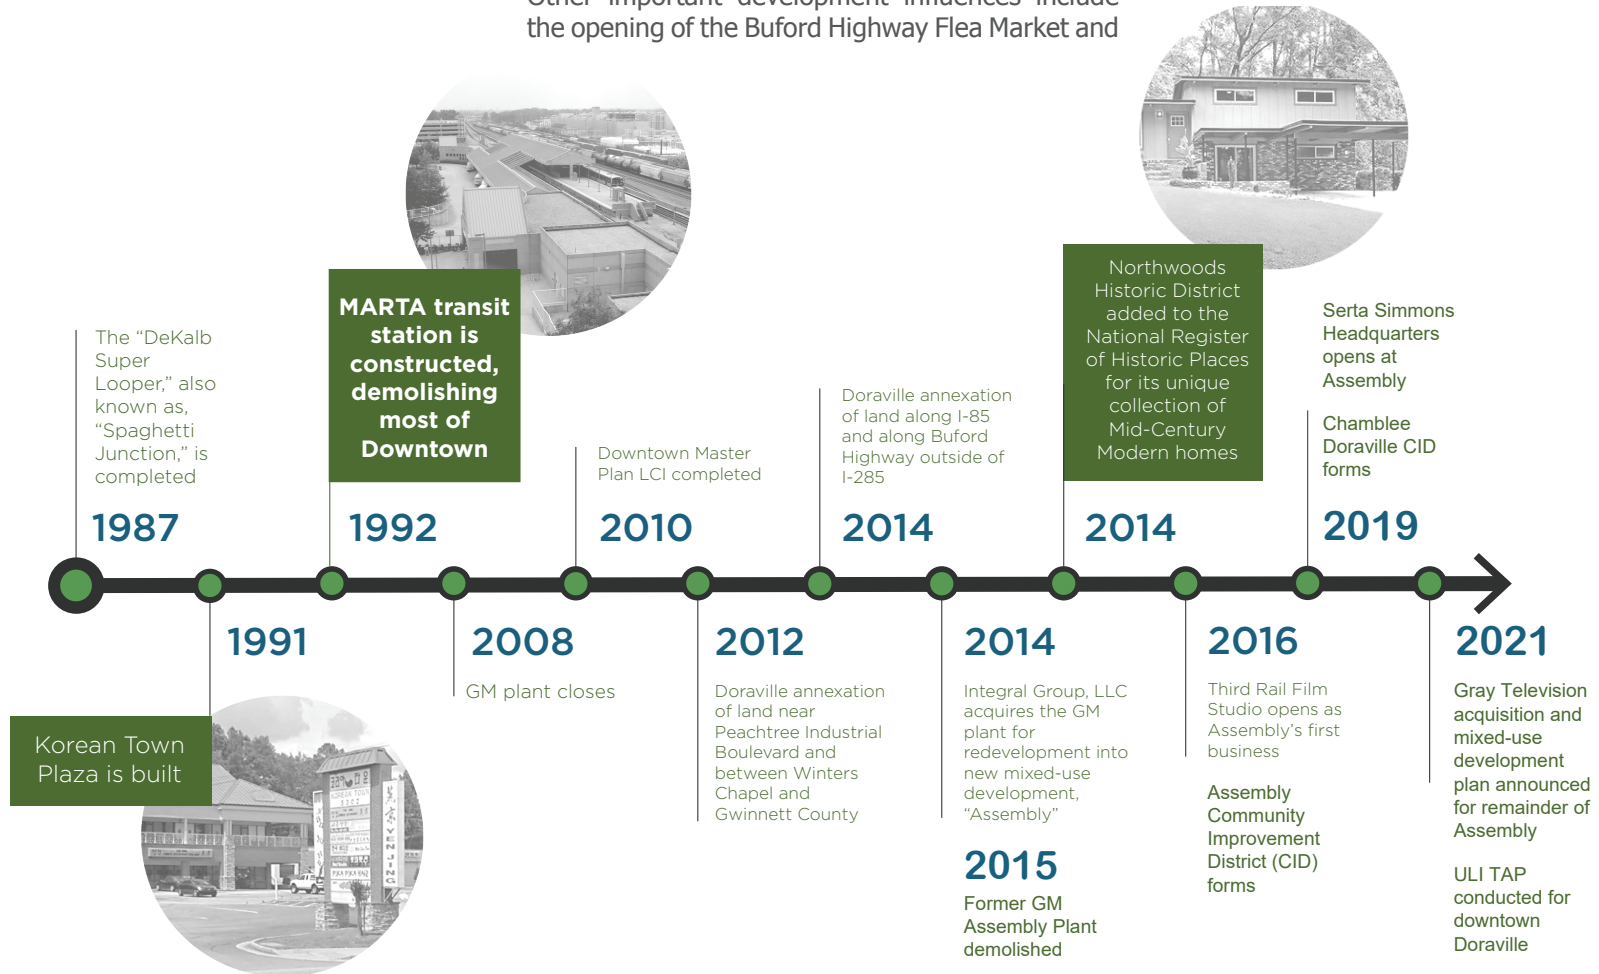 Other important development influences include
the opening of the Buford Highway Flea Market and
The “DeKalb
Super
Looper,” also
known as,
“Spaghetti
Junction,” is
completed
1987
MARTA transit
station is
constructed,
demolishing
most of
Downtown
1992
Downtown Master
Plan LCI completed
2010
Doraville annexation
of land along I-85
and along Buford
Highway outside of
I-285
2014
Northwoods
Historic District
added to the
National Register
of Historic Places
for its unique
collection of
Mid-Century
Modern homes
2014
Serta Simmons
Headquarters
opens at
Assembly
Chamblee
Doraville CID
forms
2019
1991
Korean Town
Plaza is built
KOREAN TOWN
YENJING
2008
GM plant closes
2012
Doraville annexation
of land near
Peachtree Industrial
Boulevard and
between Winters
Chapel and
Gwinnett County
2014
Integral Group, LLC
acquires the GM
plant for
redevelopment into
new mixed-use
development,
“Assembly”
2015
Former GM
Assembly Plant
demolished
2016
Third Rail Film
Studio opens as
Assembly’s first
business
Assembly
Community
Improvement
District (CID)
forms
2021
Gray Television
acquisition and
mixed-use
development
plan announced
for remainder of
Assembly
ULI TAP
conducted for
downtown
Doraville